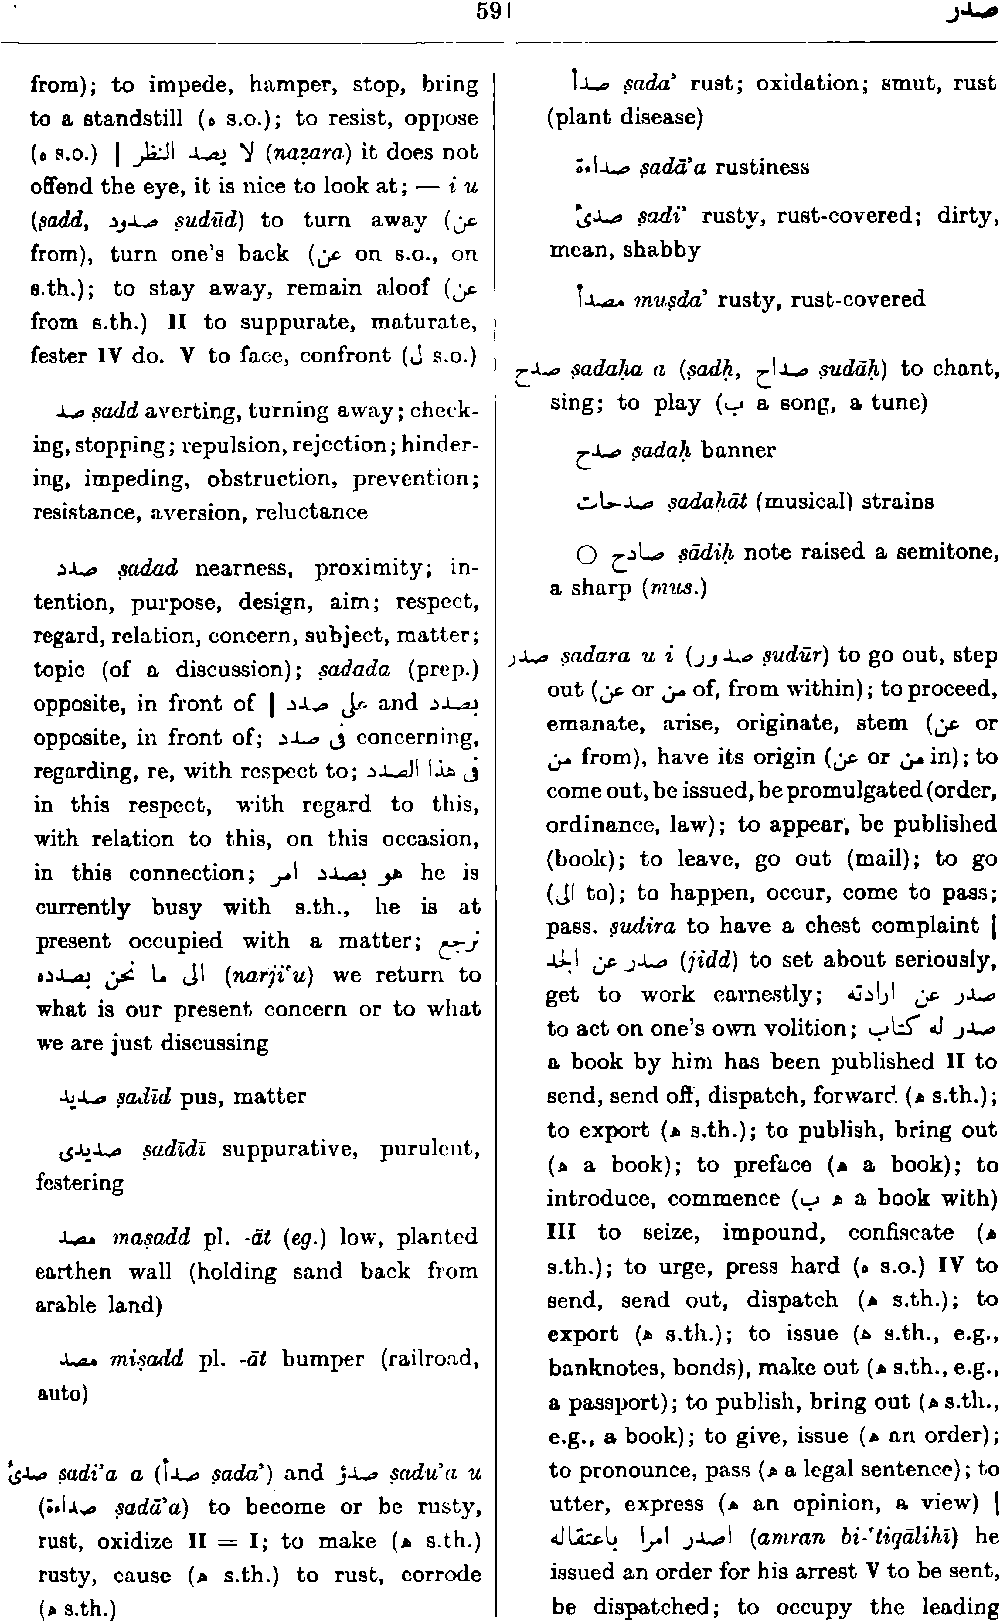 591
صدر
from); to impede, hamper, stop, bring
to a standstill (ه s.o.); to resist, oppose
(ه s.o.) | لا يصد النظر (naẓara) it does not
offend the eye, it is nice to look at; — i u
(ṣadd, صدود ṣudūd) to turn away (عن
from), turn one's back (عن on s.o., on
s.th.); to stay away, remain aloof (عن
from s.th.) II to suppurate, maturate,
fester IV do. V to face, confront (ل s.o.)
صد ṣadd averting, turning away; check-
ing, stopping; repulsion, rejection; hinder-
ing, impeding, obstruction, prevention;
resistance, aversion, reluctance
صدد ṣadad nearness, proximity; in-
tention, purpose, design, aim; respect,
regard, relation, concern, subject, matter;
topic (of a discussion); ṣadada (prep.)
opposite, in front of | على صدد and بصدد
opposite, in front of; فى صدد concerning,
regarding, re, with respect to; فى هذا الصدد
in this respect, with regard to this,
with relation to this, on this occasion,
in this connection; هو بصدد امر he is
currently busy with s.th., he is at
present occupied with a matter; نرجع
الى ما نحن بصدده (narji‘u) we return to
what is our present concern or to what
we are just discussing
صديد ṣadīd pus, matter
صديدى ṣadīdī suppurative, purulent,
festering
مصد maṣadd pl. -āt (eg.) low, planted
earthen wall (holding sand back from
arable land)
مصد miṣadd pl. -āt bumper (railroad,
auto)
صدئ ṣadi’a a (صدأ ṣada’) and صدؤ ṣadu’a u
(صداءة ṣadā’a) to become or be rusty,
rust, oxidize II = I; to make (ه s.th.)
rusty, cause (ه s.th.) to rust, corrode
(ه s.th.)
صدأ ṣada’ rust; oxidation; smut, rust
(plant disease)
صداءة ṣadā’a rustiness
صدئ ṣadi’ rusty, rust-covered; dirty,
mean, shabby
مصدأ muṣda’ rusty, rust-covered
صدح ṣadaḥa a (ṣadḥ, صداح ṣudāḥ) to chant,
sing; to play (ب a song, a tune)
صدح ṣadaḥ banner
صدحات ṣadaḥāt (musical) strains
○ صادح ṣādiḥ note raised a semitone,
a sharp (mus.)
صدر ṣadara u i (صدور ṣudūr) to go out, step
out (عن or من of, from within); to proceed,
emanate, arise, originate, stem (عن or
من from), have its origin (عن or من in); to
come out, be issued, be promulgated (order,
ordinance, law); to appear, be published
(book); to leave, go out (mail); to go
(الى to); to happen, occur, come to pass;
pass. ṣudira to have a chest complaint |
صدر عن الجد (jidd) to set about seriously,
get to work earnestly; صدر عن ارادته
to act on one's own volition; صدر له كتاب
a book by him has been published II to
send, send off, dispatch, forward (ه s.th.);
to export (ه s.th.); to publish, bring out
(ه a book); to preface (ه a book); to
introduce, commence (ب ه a book with)
III to seize, impound, confiscate (ه
s.th.); to urge, press hard (ه s.o.) IV to
send, send out, dispatch (ه s.th.); to
export (ه s.th.); to issue (ه s.th., e.g.,
banknotes, bonds), make out (ه s.th., e.g.,
a passport); to publish, bring out (ه s.th.,
e.g., a book); to give, issue (ه an order);
to pronounce, pass (ه a legal sentence); to
utter, express (ه an opinion, a view) |
اصدر امرا باعتقاله (amran bi-‘tiqālihī) he
issued an order for his arrest V to be sent,
be dispatched; to occupy the leading